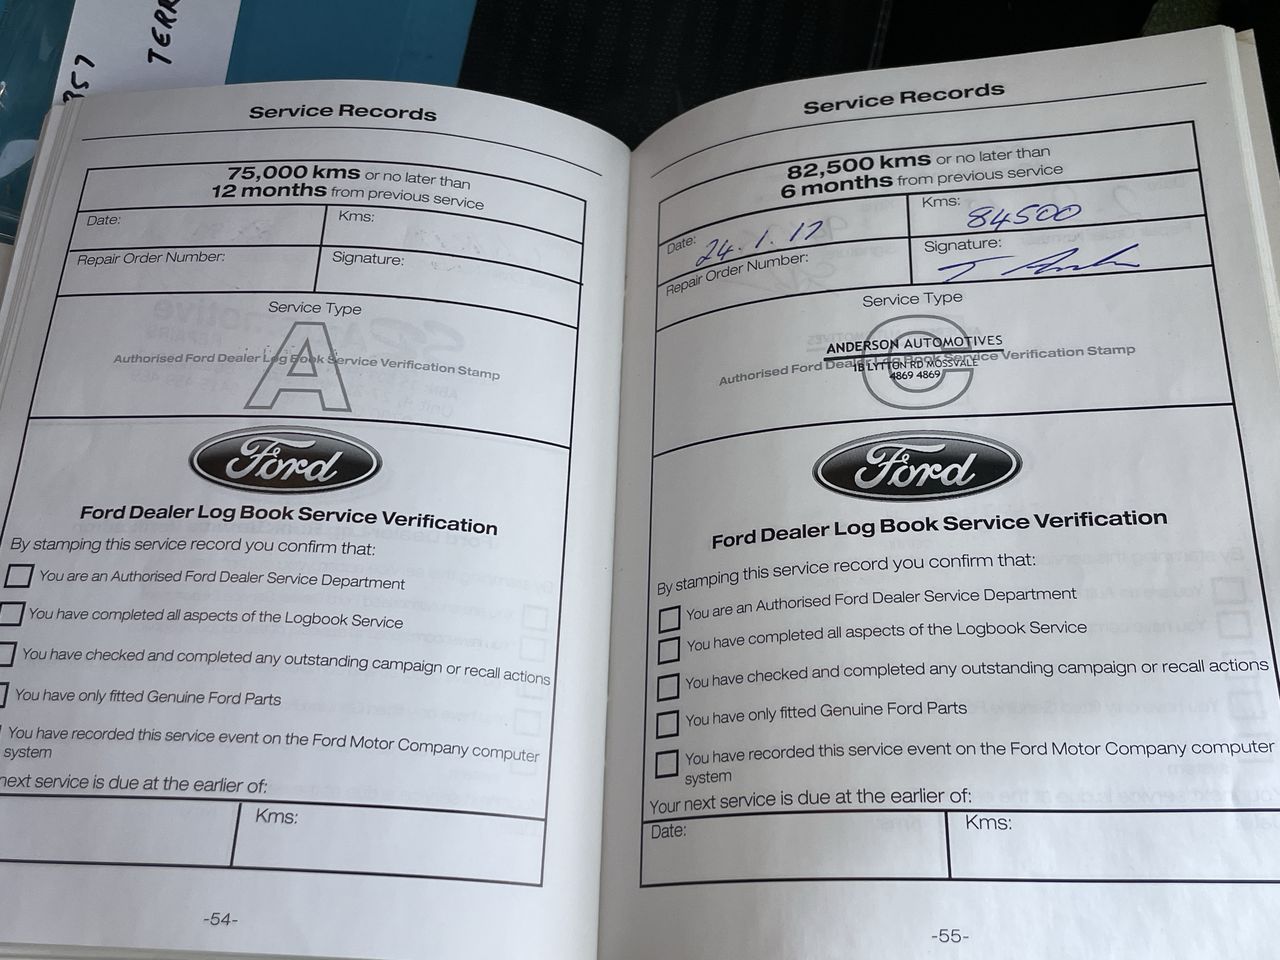 TERR
357
Service Records
75,000 kms or no later than
12 months from previous service
Date:
Kms:
Repair Order Number:
Signature:
Service Type
A
Authorised Ford Dealer Log Book Service Verification Stamp
Ford
Ford Dealer Log Book Service Verification
By stamping this service record you confirm that:
You are an Authorised Ford Dealer Service Department
You have completed all aspects of the Logbook Service
You have checked and completed any outstanding campaign or recall actions
You have only fitted Genuine Ford Parts
You have recorded this service event on the Ford Motor Company computer
system
next service is due at the earlier of:
Kms:
-54-
Service Records
82,500 kms or no later than
6 months from previous service
Date: 24.1.17
Kms: 84500
Repair Order Number:
Signature:
Service Type
C
ANDERSON AUTOMOTIVES
Authorised Ford Dealer Log Book Service Verification Stamp
1B LYTTON RD MOSSVALE
4869 4869
Ford
Ford Dealer Log Book Service Verification
By stamping this service record you confirm that:
You are an Authorised Ford Dealer Service Department
You have completed all aspects of the Logbook Service
You have checked and completed any outstanding campaign or recall actions
You have only fitted Genuine Ford Parts
You have recorded this service event on the Ford Motor Company computer
system
Your next service is due at the earlier of:
Date:
Kms:
-55-